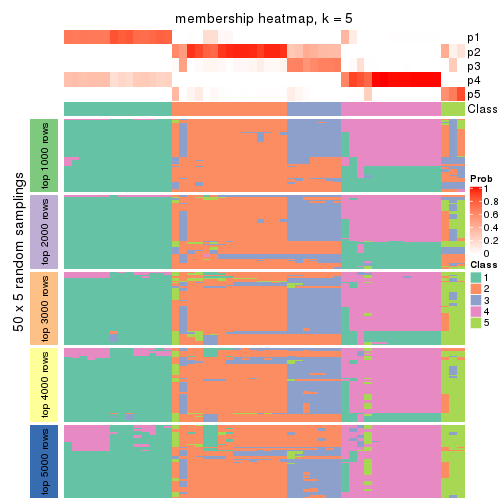 membership heatmap, k = 5
p1
p2
p3
p4
p5
Class
50 x 5 random samplings
top 1000 rows
top 2000 rows
top 3000 rows
top 4000 rows
top 5000 rows
Prob
1
0.8
0.6
0.4
0.2
0
Class
1
2
3
4
5